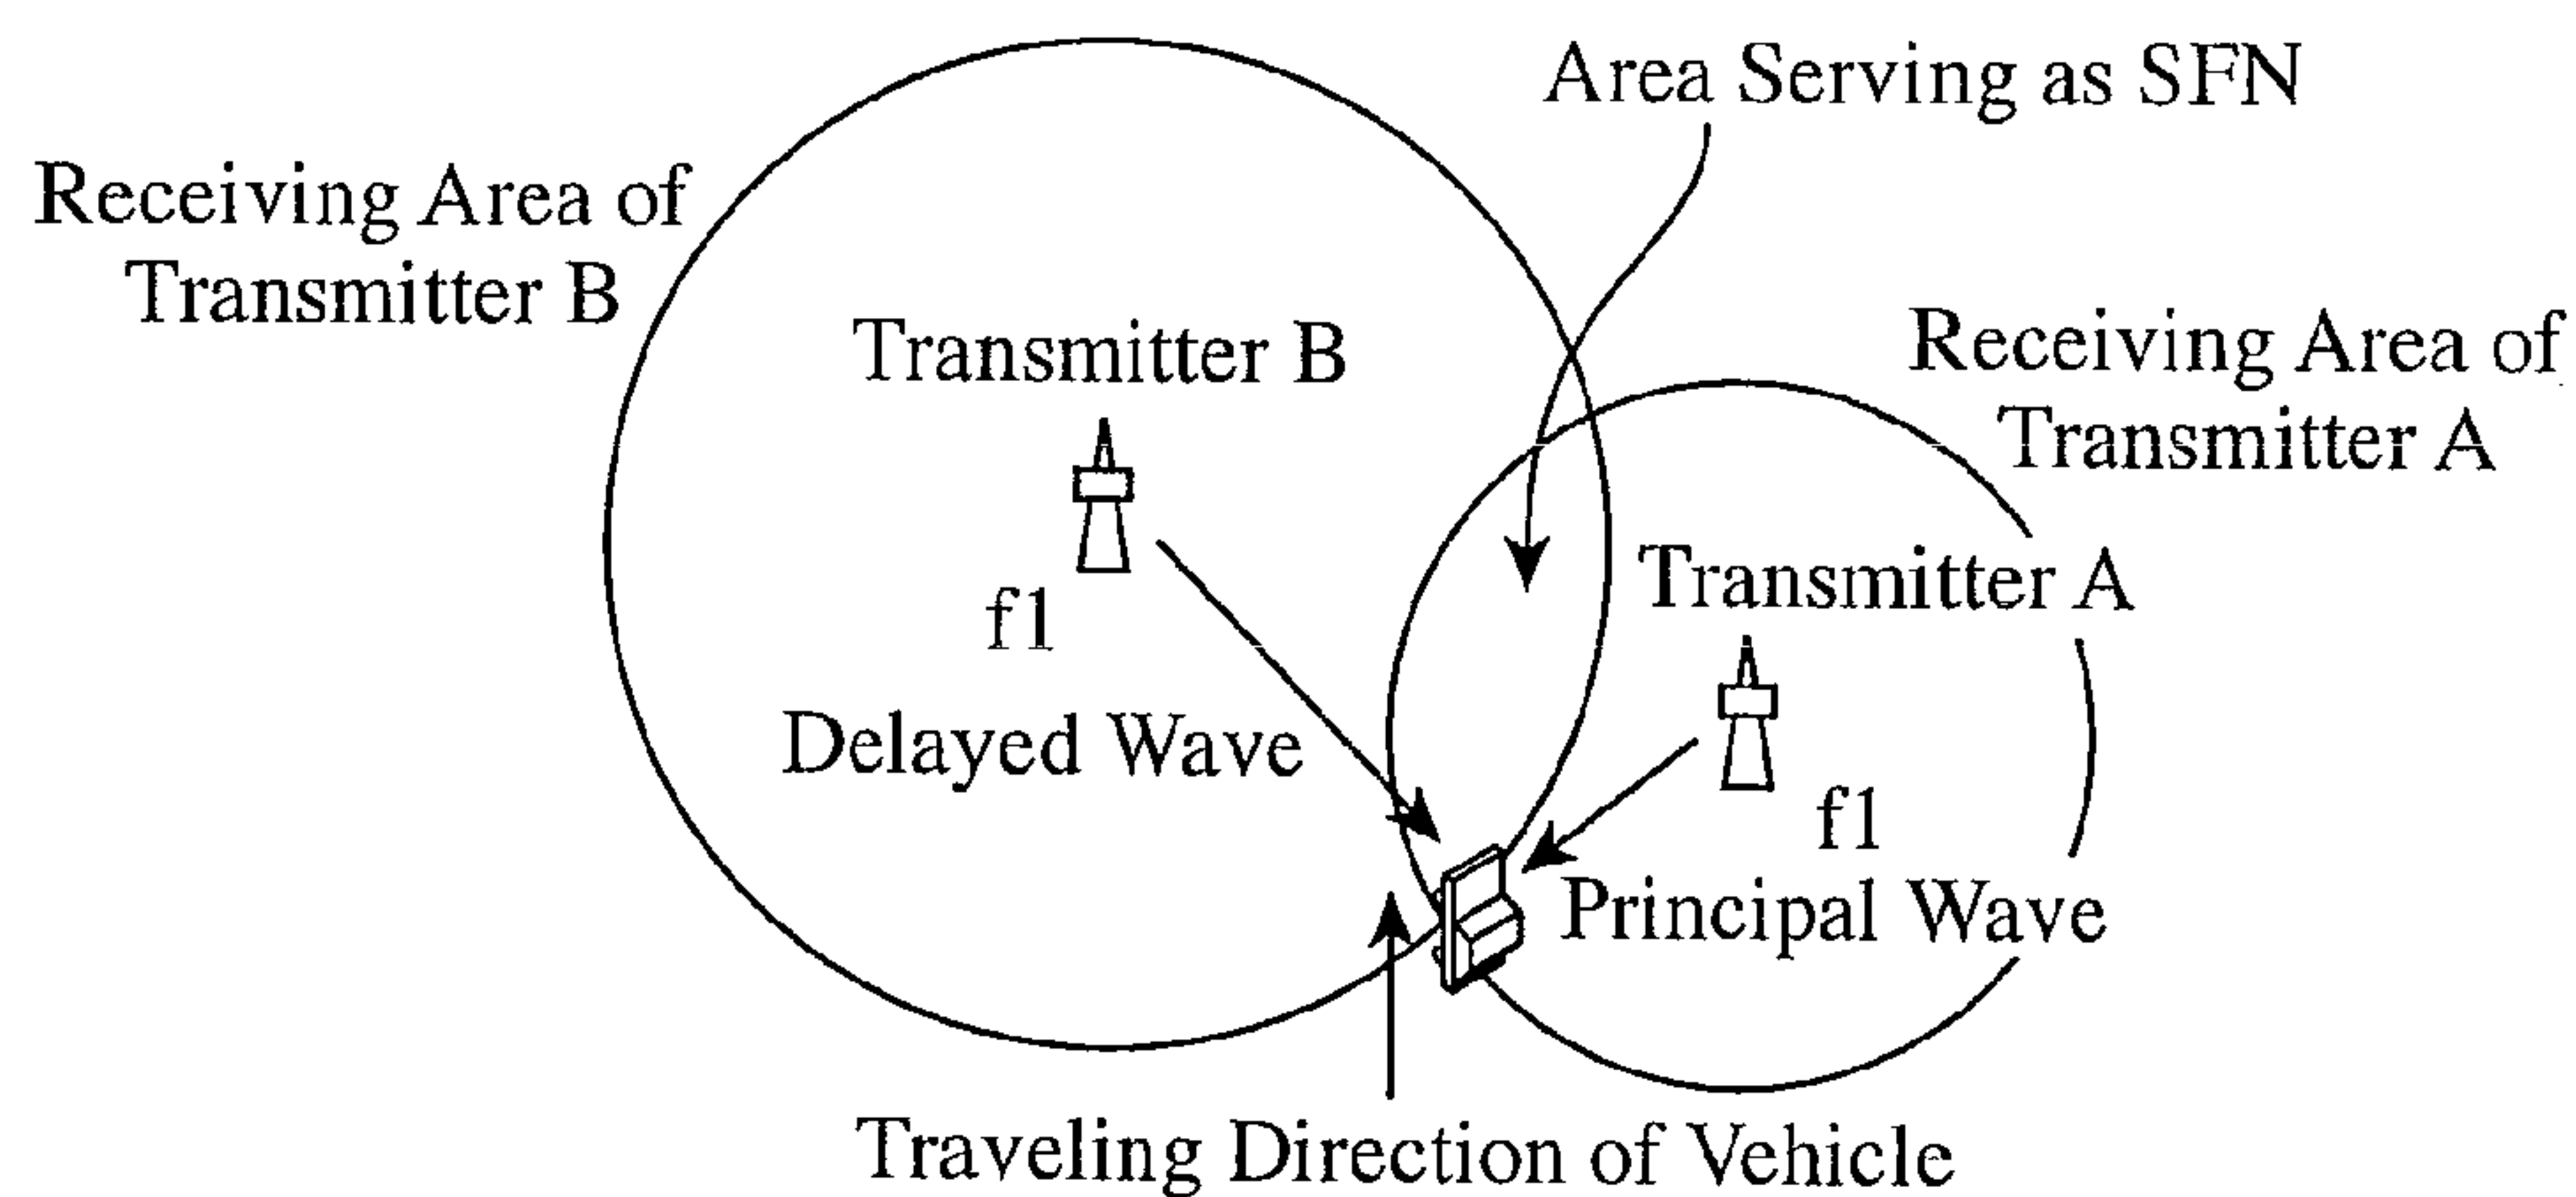 Area Serving as SFN
Receiving Area of
Transmitter B
Transmitter B
Receiving Area of
Transmitter A
Transmitter A
f1
Delayed Wave
f1
Principal Wave
Traveling Direction of Vehicle